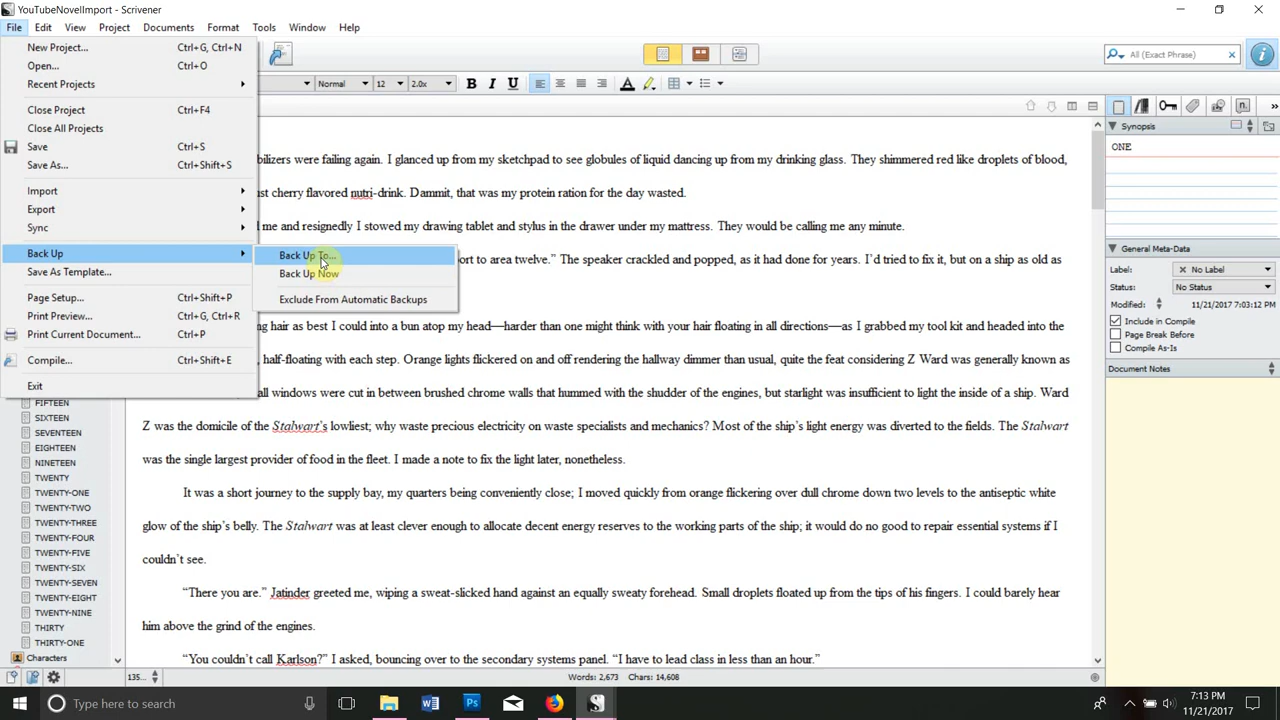 YouTubeNovelImport - Scrivener
File Edit View Project Documents Format Tools Window Help
New Project... Ctrl+G, Ctrl+N
Open... Ctrl+O
Recent Projects
Close Project Ctrl+F4
Close All Projects
Save Ctrl+S
Save As... Ctrl+Shift+S
Import
Export
Sync
Back Up
Save As Template...
Page Setup... Ctrl+Shift+P
Print Preview... Ctrl+G, Ctrl+R
Print Current Document... Ctrl+P
Compile... Ctrl+Shift+E
Exit
Back Up To...
Back Up Now
Exclude From Automatic Backups
All (Exact Phrase)
Normal 12 2.0x B I U A
bilizers were failing again. I glanced up from my sketchpad to see globules of liquid dancing up from my drinking glass. They shimmered red like droplets of blood,
st cherry flavored nutri-drink. Dammit, that was my protein ration for the day wasted.
me and resignedly I stowed my drawing tablet and stylus in the drawer under my mattress. They would be calling me any minute.
ort to area twelve.” The speaker crackled and popped, as it had done for years. I’d tried to fix it, but on a ship as old as
ng hair as best I could into a bun atop my head—harder than one might think with your hair floating in all directions—as I grabbed my tool kit and headed into the
, half-floating with each step. Orange lights flickered on and off rendering the hallway dimmer than usual, quite the feat considering Z Ward was generally known as
all windows were cut in between brushed chrome walls that hummed with the shudder of the engines, but starlight was insufficient to light the inside of a ship. Ward
Z was the domicile of the Stalwart’s lowliest; why waste precious electricity on waste specialists and mechanics? Most of the ship’s light energy was diverted to the fields. The Stalwart
was the single largest provider of food in the fleet. I made a note to fix the light later, nonetheless.
It was a short journey to the supply bay, my quarters being conveniently close; I moved quickly from orange flickering over dull chrome down two levels to the antiseptic white
glow of the ship’s belly. The Stalwart was at least clever enough to allocate decent energy reserves to the working parts of the ship; it would do no good to repair essential systems if I
couldn’t see.
“There you are.” Jatinder greeted me, wiping a sweat-slicked hand against an equally sweaty forehead. Small droplets floated up from the tips of his fingers. I could barely hear
him above the grind of the engines.
“You couldn’t call Karlson?” I asked, bouncing over to the secondary systems panel. “I have to lead class in less than an hour.”
FIFTEEN
SIXTEEN
SEVENTEEN
EIGHTEEN
NINETEEN
TWENTY
TWENTY-ONE
TWENTY-TWO
TWENTY-THREE
TWENTY-FOUR
TWENTY-FIVE
TWENTY-SIX
TWENTY-SEVEN
TWENTY-EIGHT
TWENTY-NINE
THIRTY
THIRTY-ONE
Characters
Synopsis
ONE
General Meta-Data
Label: No Label
Status: No Status
Modified: 11/21/2017 7:03:12 PM
Include in Compile
Page Break Before
Compile As-Is
Document Notes
135... Words: 2,673 Chars: 14,608
Type here to search
7:13 PM
11/21/2017